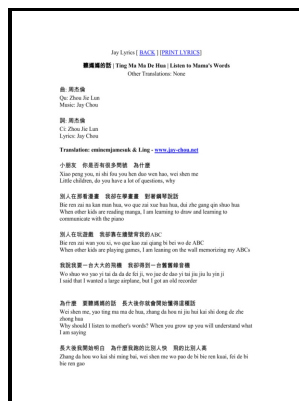 Jay Lyrics [ BACK ] [PRINT LYRICS]
聽媽媽的話 | Ting Ma Ma De Hua | Listen to Mama's Words
Other Translations: None
曲: 周杰倫
Qu: Zhou Jie Lun
Music: Jay Chou
詞: 周杰倫
Ci: Zhou Jie Lun
Lyrics: Jay Chou
Translation: eminemjamesuk & Ling - www.jay-chou.net
小朋友 你是否有很多問號 為什麼
Xiao peng you, ni shi fou you hen duo wen hao, wei shen me
Little children, do you have a lot of questions, why
別人在那看漫畫 我卻在學畫畫 對著鋼琴說話
Bie ren zai na kan man hua, wo que zai xue hua hua, dui zhe gang qin shuo hua
When other kids are reading manga, I am learning to draw and learning to
communicate with the piano
別人在玩遊戲 我卻靠在牆壁背我的ABC
Bie ren zai wan you xi, wo que kao zai qiang bi bei wo de ABC
When other kids are playing games, I am leaning on the wall memorizing my ABCs
我說我要一台大大的飛機 我卻得到一台舊舊錄音機
Wo shuo wo yao yi tai da da de fei ji, wo jue de dao yi tai jiu jiu lu yin ji
I said that I wanted a large airplane, but I got an old recorder
為什麼 要聽媽媽的話 長大後你就會開始懂得這種話
Wei shen me, yao ting ma ma de hua, zhang da hou ni jiu hui kai shi dong de zhe
zhong hua
Why should I listen to mother's words? When you grow up you will understand what
I am saying
長大後我開始明白 為什麼我跑的比別人快 飛的比別人高
Zhang da hou wo kai shi ming bai, wei shen me wo pao de bi bie ren kuai, fei de bi
bie ren gao